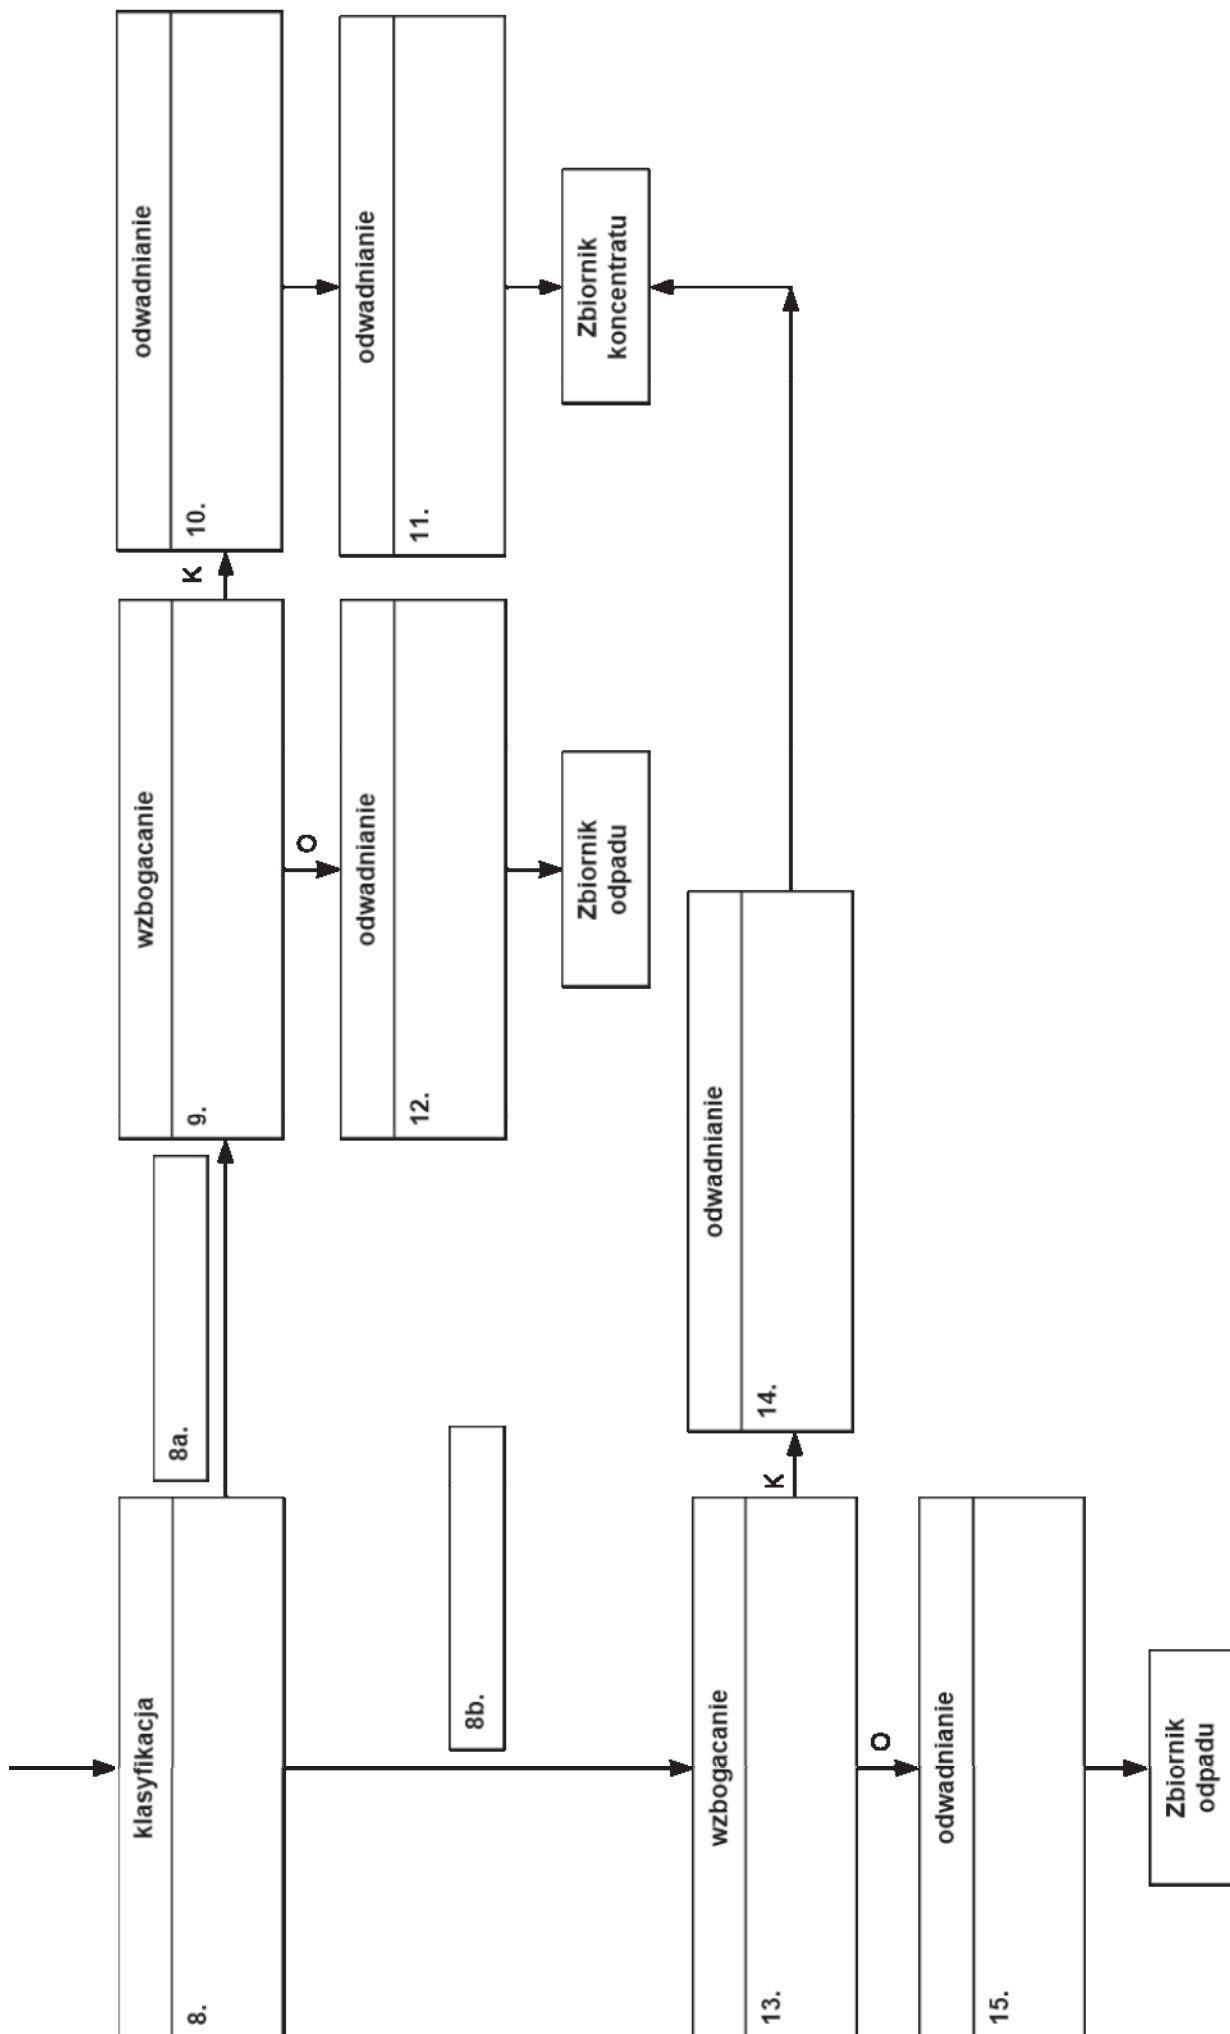 klasyfikacja
8.
8a.
wzbogacanie
9.
K
odwadnianie
10.
O
odwadnianie
12.
odwadnianie
11.
Zbiornik
odpadu
Zbiornik
koncentratu
8b.
wzbogacanie
13.
K
odwadnianie
14.
O
odwadnianie
15.
Zbiornik
odpadu